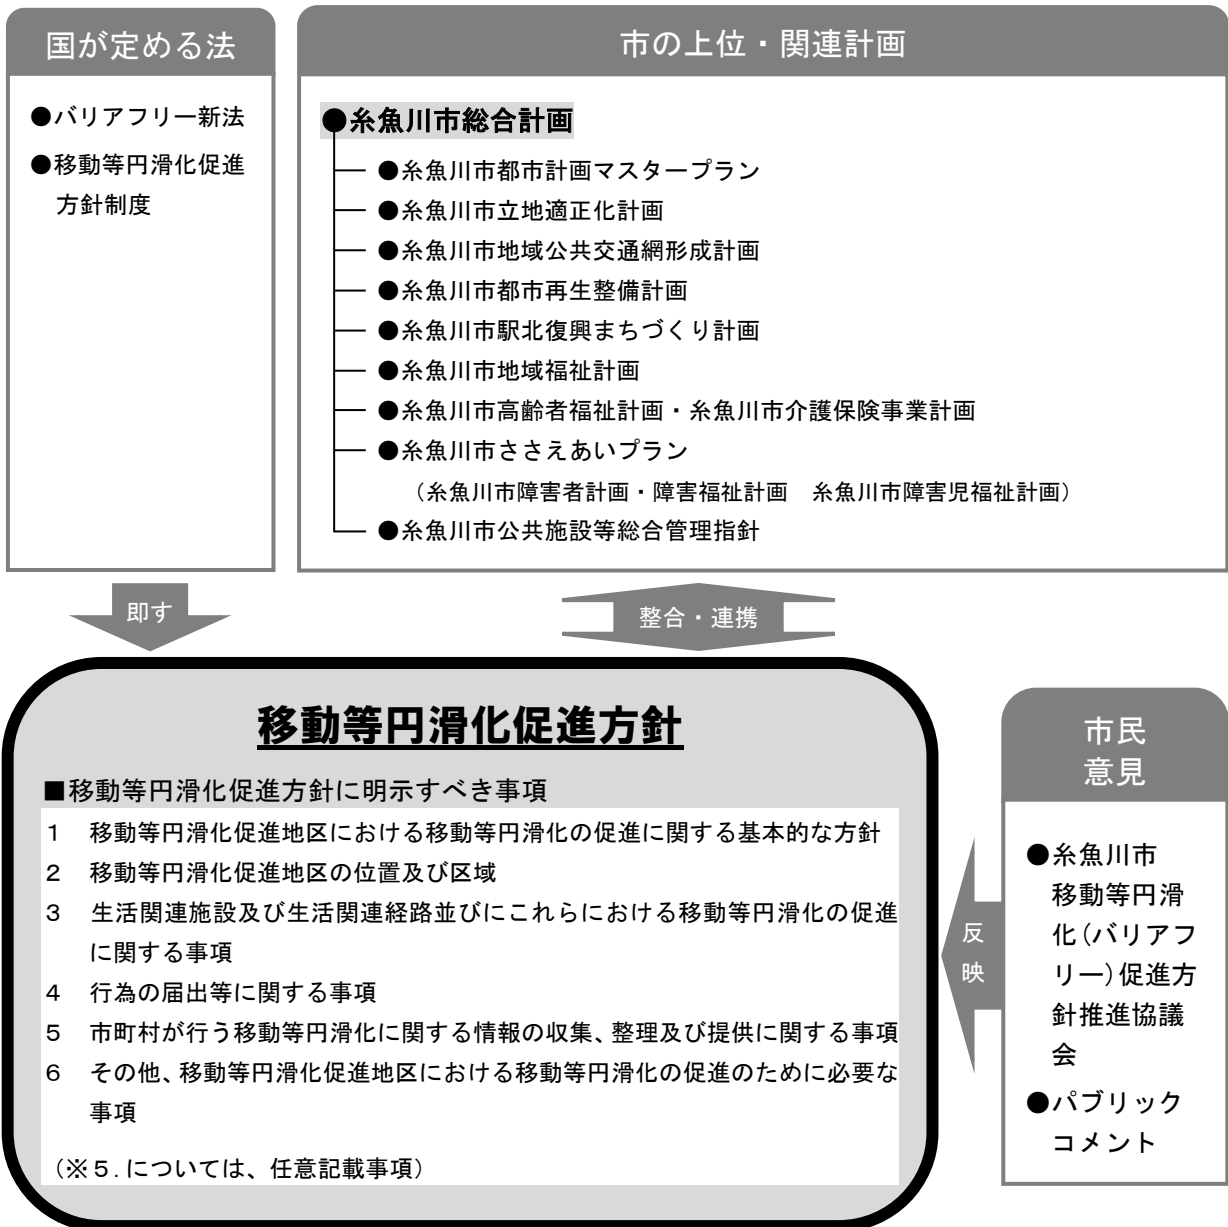 国が定める法
●バリアフリー新法
●移動等円滑化促進
方針制度
市の上位・関連計画
●糸魚川市総合計画
●糸魚川市都市計画マスタープラン
●糸魚川市立地適正化計画
●糸魚川市地域公共交通網形成計画
●糸魚川市都市再生整備計画
●糸魚川市駅北復興まちづくり計画
●糸魚川市地域福祉計画
●糸魚川市高齢者福祉計画・糸魚川市介護保険事業計画
●糸魚川市ささえあいプラン
(糸魚川市障害者計画・障害福祉計画　糸魚川市障害児福祉計画)
●糸魚川市公共施設等総合管理指針
即す
整合・連携
移動等円滑化促進方針
■移動等円滑化促進方針に明示すべき事項
1　移動等円滑化促進地区における移動等円滑化の促進に関する基本的な方針
2　移動等円滑化促進地区の位置及び区域
3　生活関連施設及び生活関連経路並びにこれらにおける移動等円滑化の促進
に関する事項
4　行為の届出等に関する事項
5　市町村が行う移動等円滑化に関する情報の収集、整理及び提供に関する事項
6　その他、移動等円滑化促進地区における移動等円滑化の促進のために必要な
事項
(※5.については、任意記載事項)
反
映
市民
意見
●糸魚川市
移動等円滑
化(バリアフ
リー)促進方
針推進協議
会
●パブリック
コメント